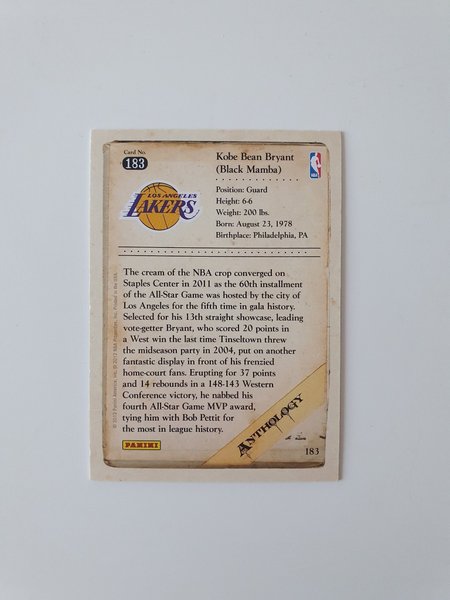 Card No.
183
Kobe Bean Bryant
(Black Mamba)
NBA
LOS ANGELES
LAKERS
Position: Guard
Height: 6-6
Weight: 200 lbs.
Born: August 23, 1978
Birthplace: Philadelphia, PA
The cream of the NBA crop converged on
Staples Center in 2011 as the 60th installment
of the All-Star Game was hosted by the city of
Los Angeles for the fifth time in gala history.
Selected for his 13th straight showcase, leading
vote-getter Bryant, who scored 20 points in
a West win the last time Tinseltown threw
the midseason party in 2004, put on another
fantastic display in front of his frenzied
home-court fans. Erupting for 37 points
and 14 rebounds in a 148-143 Western
Conference victory, he nabbed his
fourth All-Star Game MVP award,
tying him with Bob Pettit for
the most in league history.
PANINI
ANTHOLOGY
183